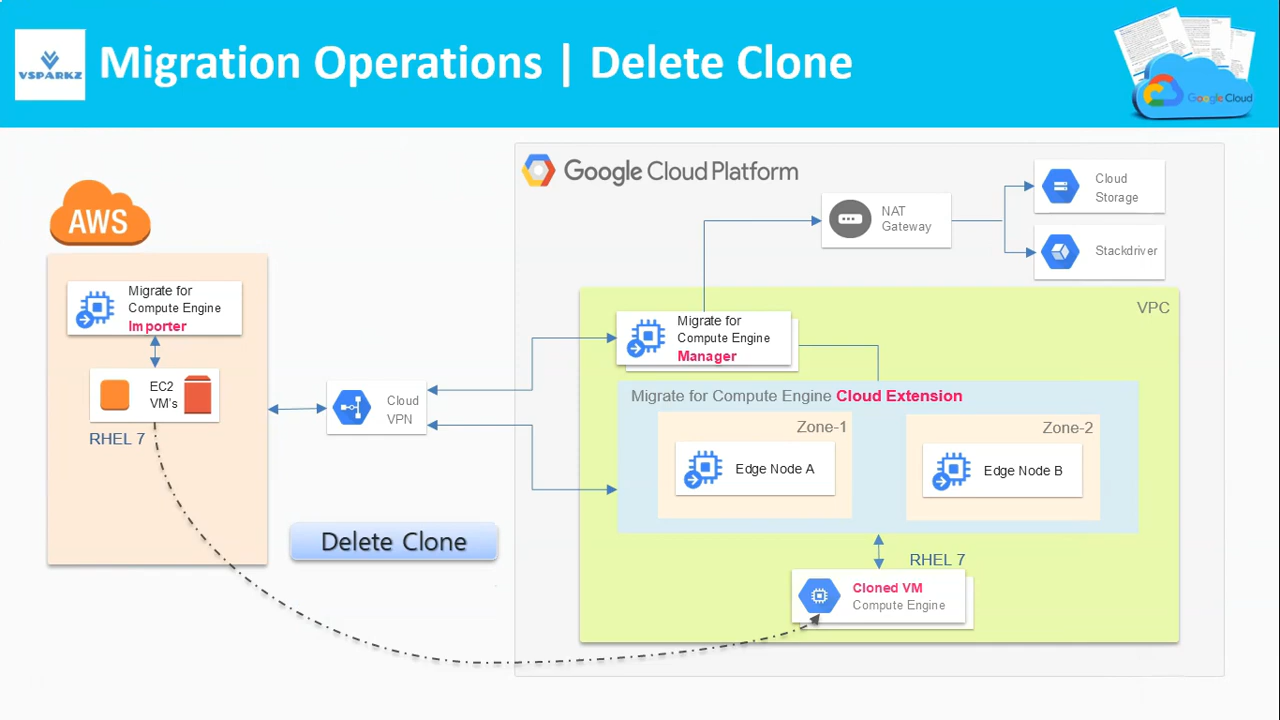 VSPARKZ
Migration Operations | Delete Clone
Google Cloud
Google Cloud Platform
AWS
Cloud
Storage
NAT
Gateway
Stackdriver
Migrate for
Compute Engine
Importer
VPC
Migrate for
Compute Engine
Manager
EC2
VM's
RHEL 7
Cloud
VPN
Migrate for Compute Engine Cloud Extension
Zone-1
Edge Node A
Zone-2
Edge Node B
Delete Clone
RHEL 7
Cloned VM
Compute Engine